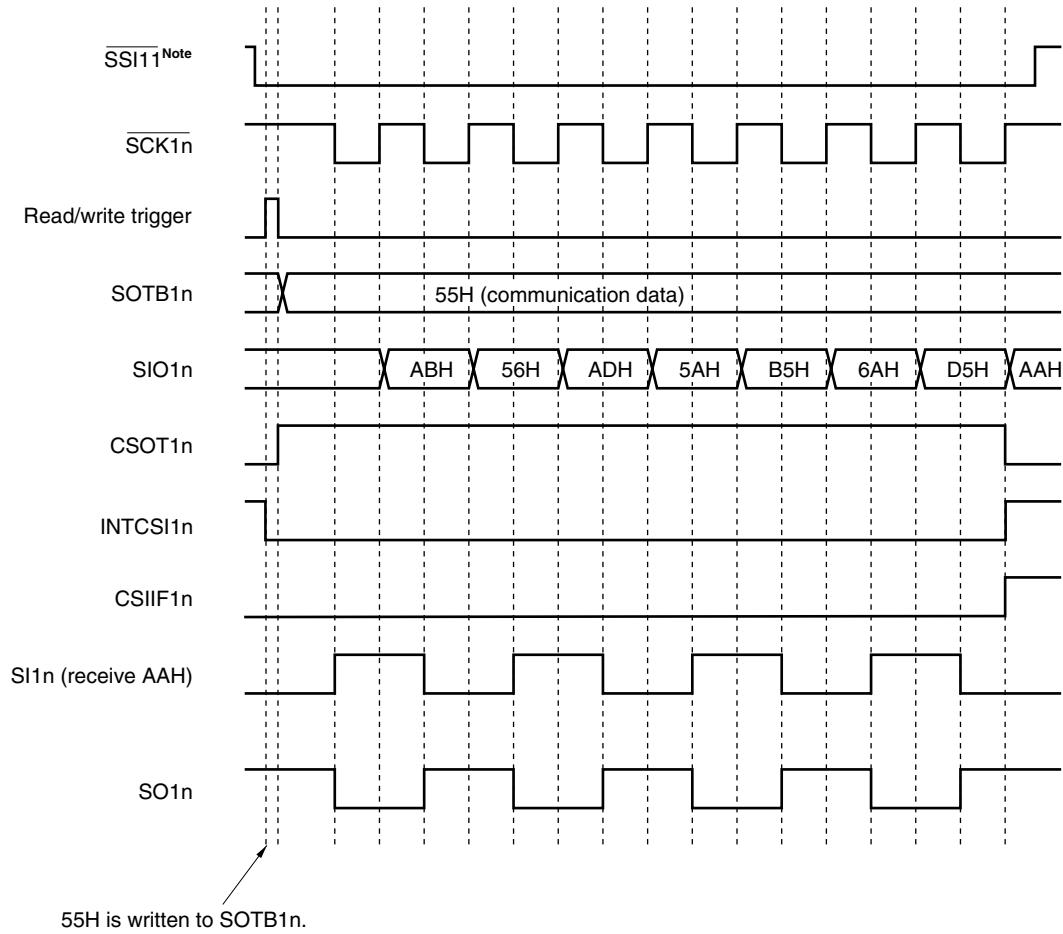 SSI11Note
SCK1n
Read/write trigger
SOTB1n
55H (communication data)
SIO1n
ABH 56H ADH 5AH B5H 6AH D5H AAH
CSOT1n
INTCSI1n
CSIIF1n
SI1n (receive AAH)
SO1n
55H is written to SOTB1n.